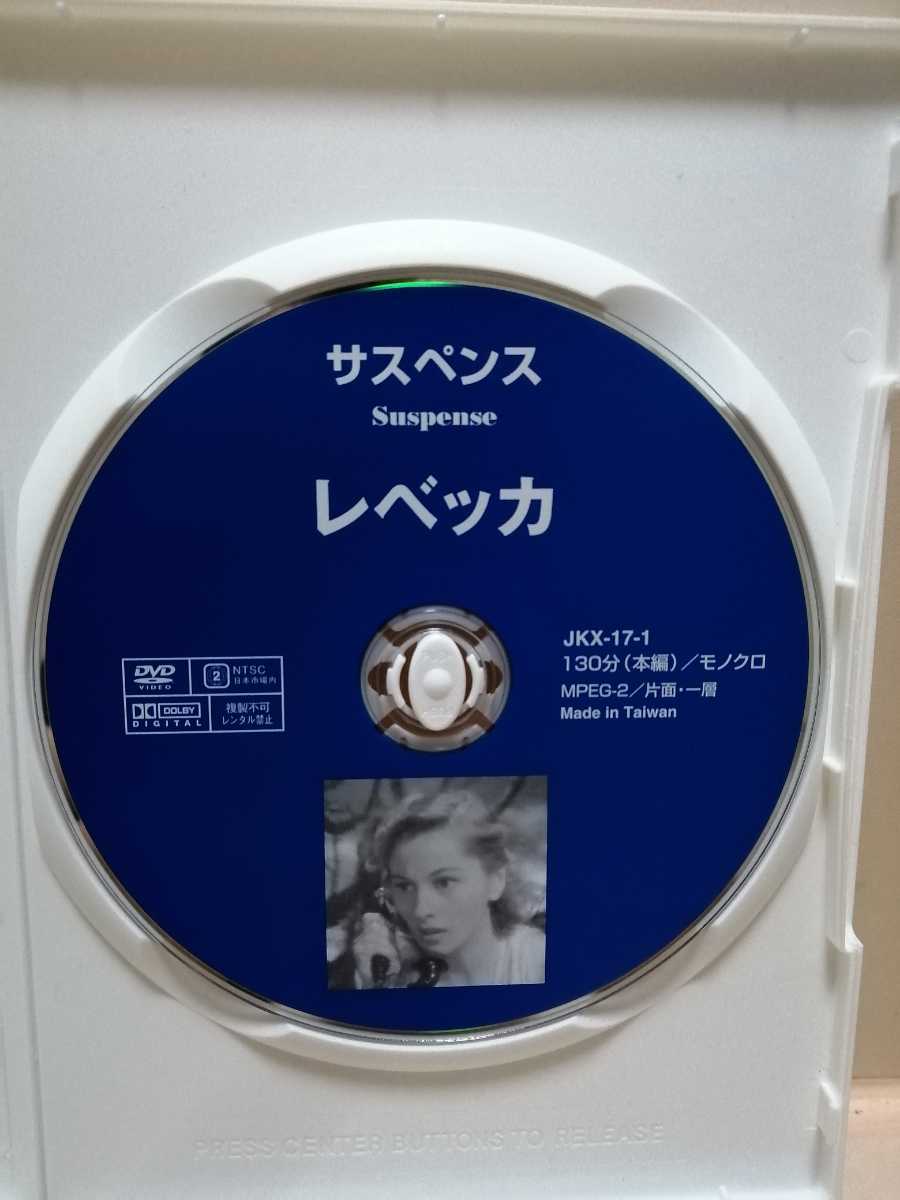 サスペンス
Suspense
レベッカ
DVD
VIDEO
2
NTSC
日本市場内
DOLBY
DIGITAL
複製不可
レンタル禁止
JKX-17-1
130分(本編)/モノクロ
MPEG-2/片面・一層
Made in Taiwan
PRESS CENTER BUTTONS TO RELEASE